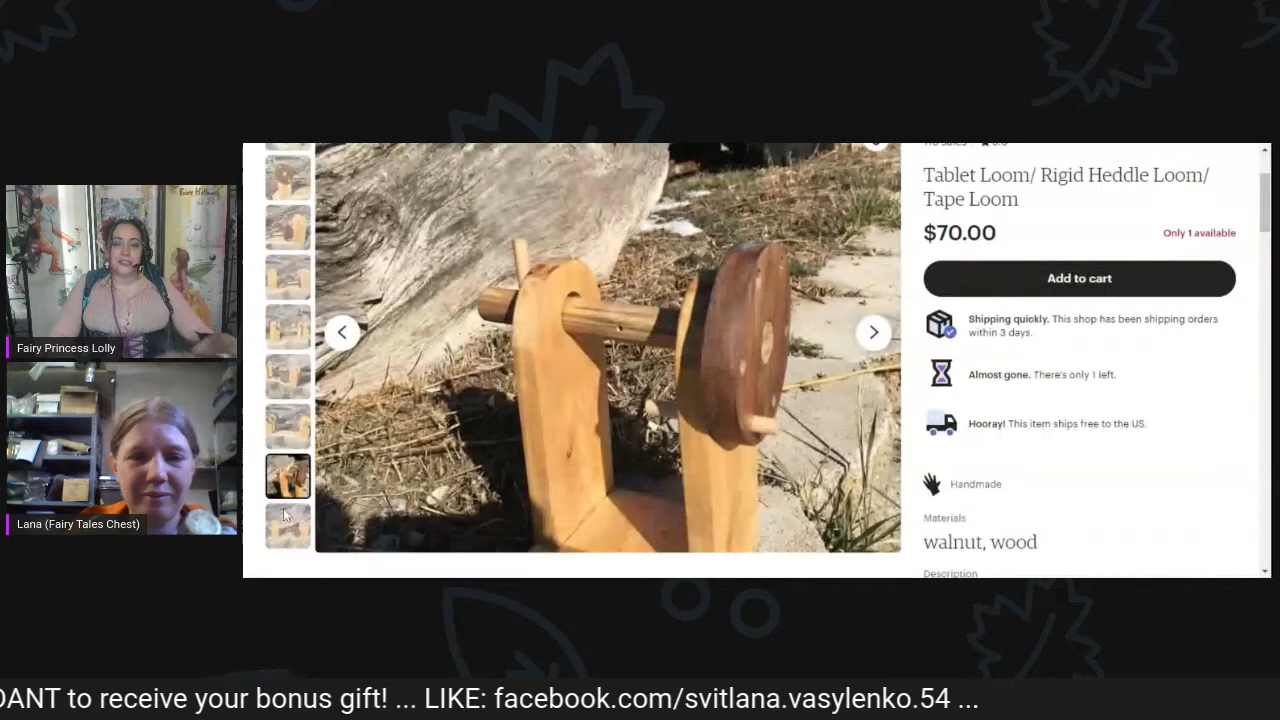 Fairy Princess Lolly
Lana (Fairy Tales Chest)
Tablet Loom/ Rigid Heddle Loom/
Tape Loom
$70.00
Only 1 available
Add to cart
Shipping quickly. This shop has been shipping orders
within 3 days.
Almost gone. There's only 1 left.
Hooray! This item ships free to the US.
Handmade
Materials
walnut, wood
Description
DANT to receive your bonus gift! ... LIKE: facebook.com/svitlana.vasylenko.54 ...